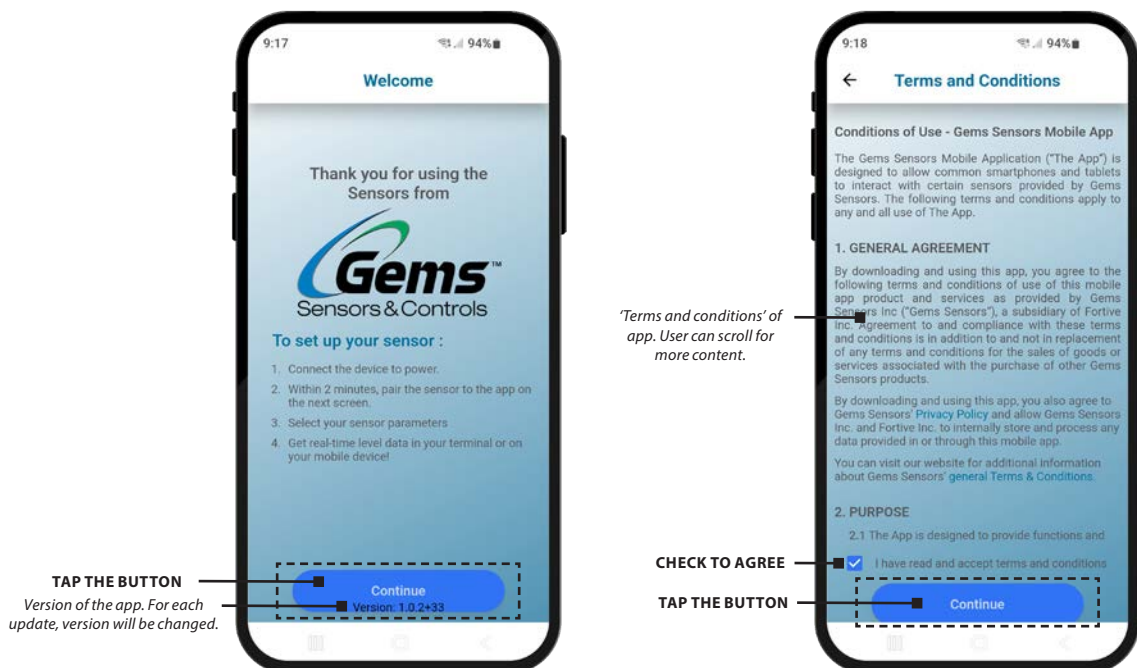 9:17
94%
Welcome
Thank you for using the
Sensors from
Gems™
Sensors & Controls
To set up your sensor :
1. Connect the device to power.
2. Within 2 minutes, pair the sensor to the app on
the next screen.
3. Select your sensor parameters
4. Get real-time level data in your terminal or on
your mobile device!
TAP THE BUTTON
Continue
Version of the app. For each
update, version will be changed.
Version: 1.0.2+33
9:18
94%
Terms and Conditions
Conditions of Use - Gems Sensors Mobile App
The Gems Sensors Mobile Application ("The App") is
designed to allow common smartphones and tablets
to interact with certain sensors provided by Gems
Sensors. The following terms and conditions apply to
any and all use of The App.
1. GENERAL AGREEMENT
By downloading and using this app, you agree to the
following terms and conditions of use of this mobile
app product and services as provided by Gems
Sensors Inc ("Gems Sensors"), a subsidiary of Fortive
Inc. Agreement to and compliance with these terms
and conditions is in addition to and not in replacement
of any terms and conditions for the sales of goods or
services associated with the purchase of other Gems
Sensors products.
'Terms and conditions' of
app. User can scroll for
more content.
By downloading and using this app, you also agree to
Gems Sensors' Privacy Policy and allow Gems Sensors
Inc. and Fortive Inc. to internally store and process any
data provided in or through this mobile app.
You can visit our website for additional information
about Gems Sensors' general Terms & Conditions.
2. PURPOSE
2.1 The App is designed to provide functions and
CHECK TO AGREE
I have read and accept terms and conditions
TAP THE BUTTON
Continue